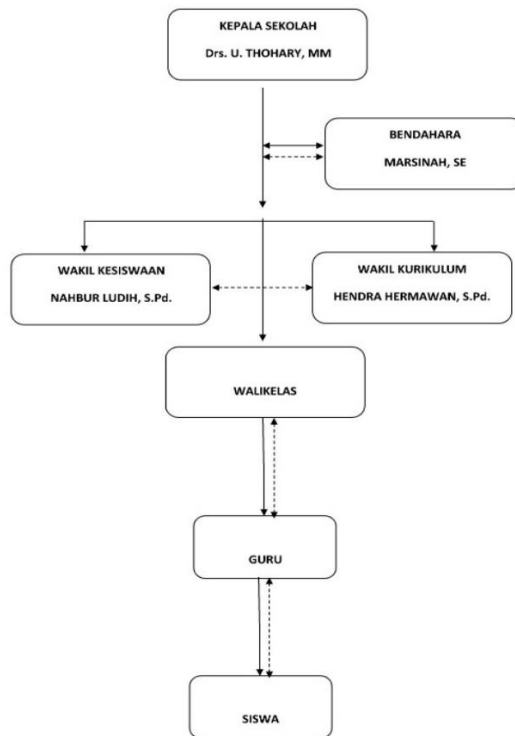 KEPALA SEKOLAH
Drs. U. THOHARY, MM
BENDAHARA
MARSINAH, SE
WAKIL KESISWAAN
NAHBUR LUDIH, S.Pd.
WAKIL KURIKULUM
HENDRA HERMAWAN, S.Pd.
WALIKELAS
GURU
SISWA